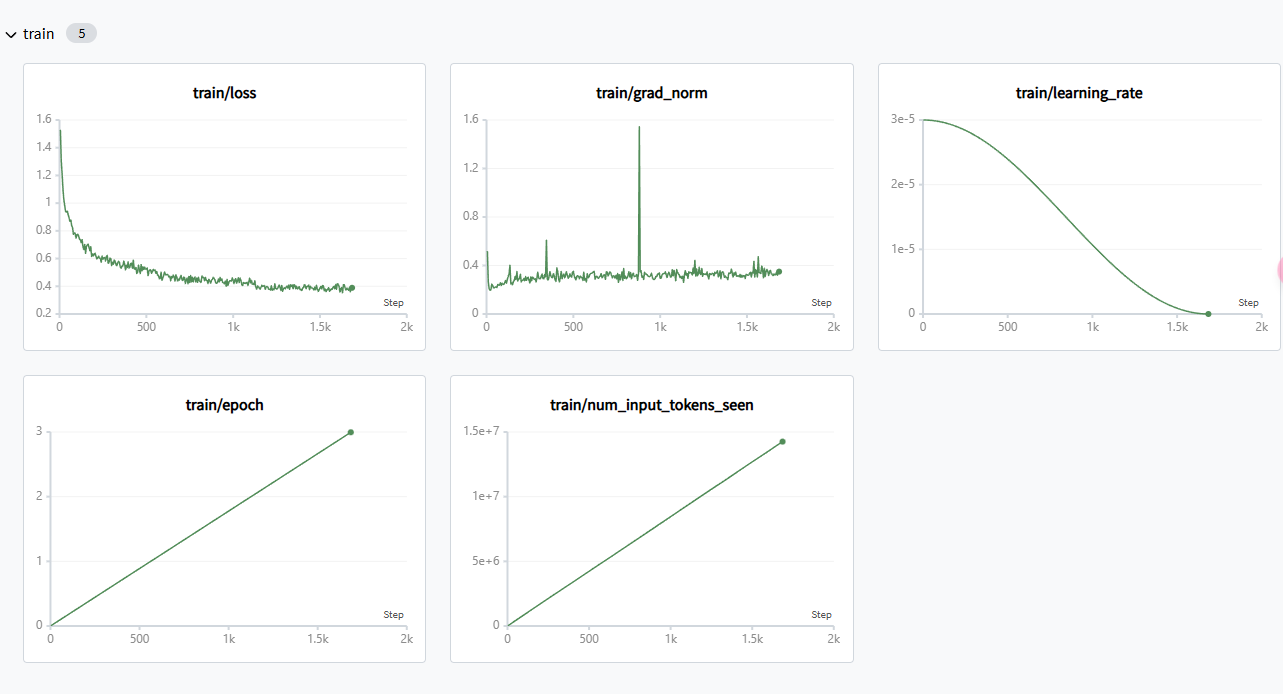 train 5
train/loss
1.6
1.4
1.2
1
0.8
0.6
0.4
0.2
Step
0 500 1k 1.5k 2k
train/grad_norm
1.6
1.2
0.8
0.4
0
Step
0 500 1k 1.5k 2k
train/learning_rate
3e-5
2e-5
1e-5
0
Step
0 500 1k 1.5k 2k
train/epoch
3
2
1
0
Step
0 500 1k 1.5k 2k
train/num_input_tokens_seen
1.5e+7
1e+7
5e+6
0
Step
0 500 1k 1.5k 2k